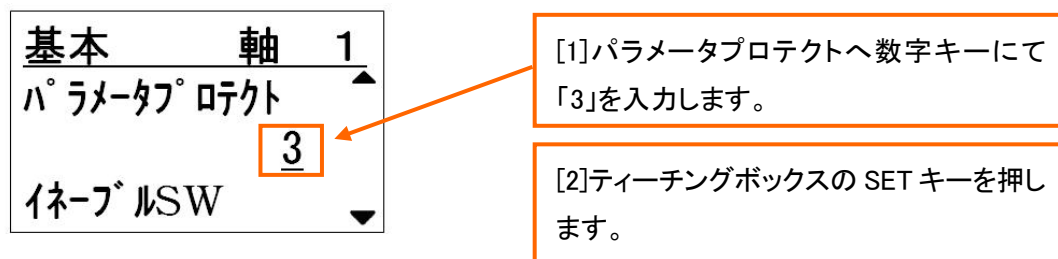 基本 軸 1
パラメータプロテクト
3
イネーブルSW
[1]パラメータプロテクトへ数字キーにて
「3」を入力します。
[2]ティーチングボックスの SET キーを押し
ます。